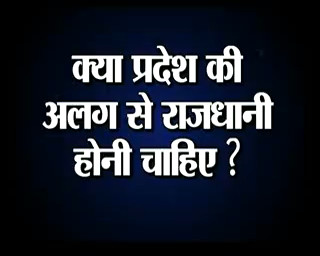 क्या प्रदेश की
अलग से राजधानी
होनी चाहिए ?